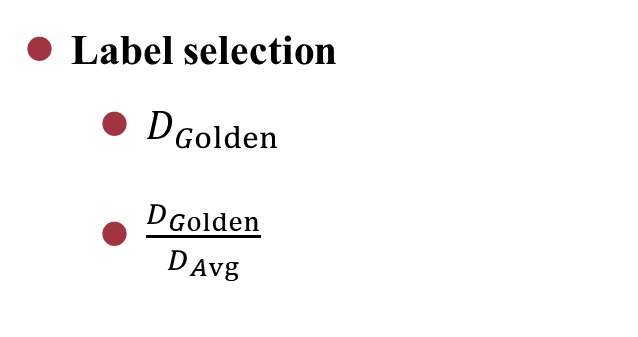 ● Label selection
● D_Golden
● D_Golden
D_Avg